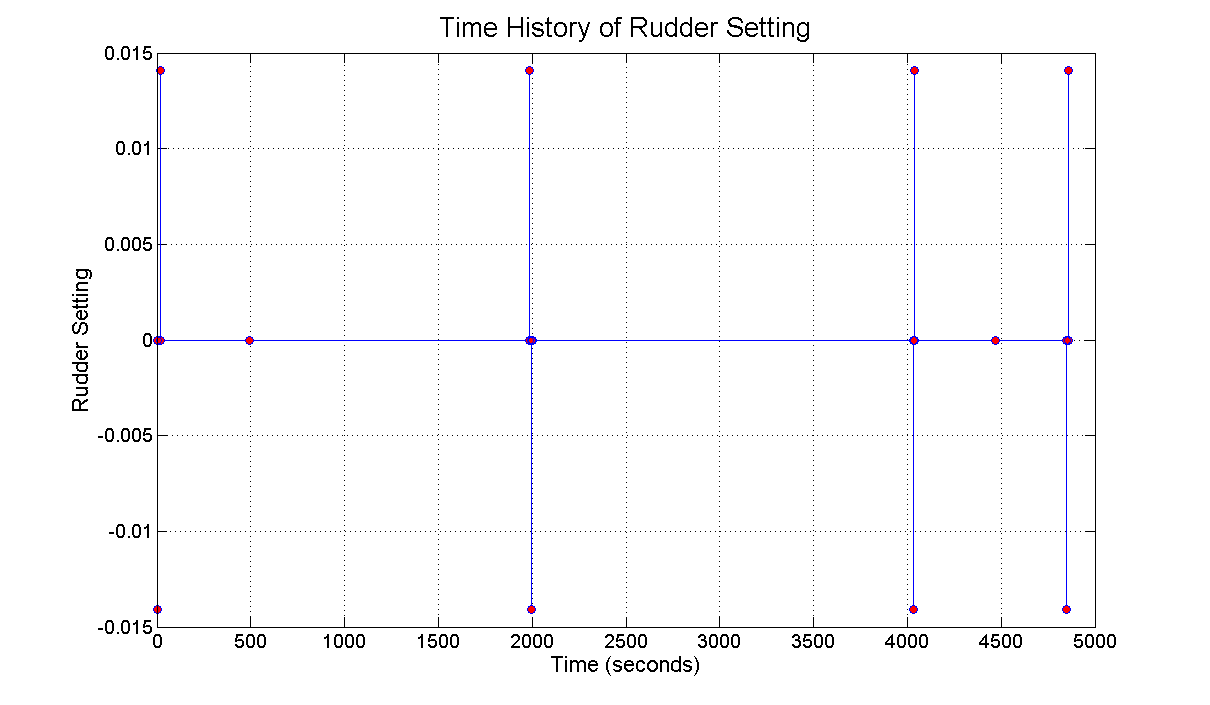 Time History of Rudder Setting
0.015
0.01
0.005
0
-0.005
-0.01
-0.015
Rudder Setting
0 500 1000 1500 2000 2500 3000 3500 4000 4500 5000
Time (seconds)